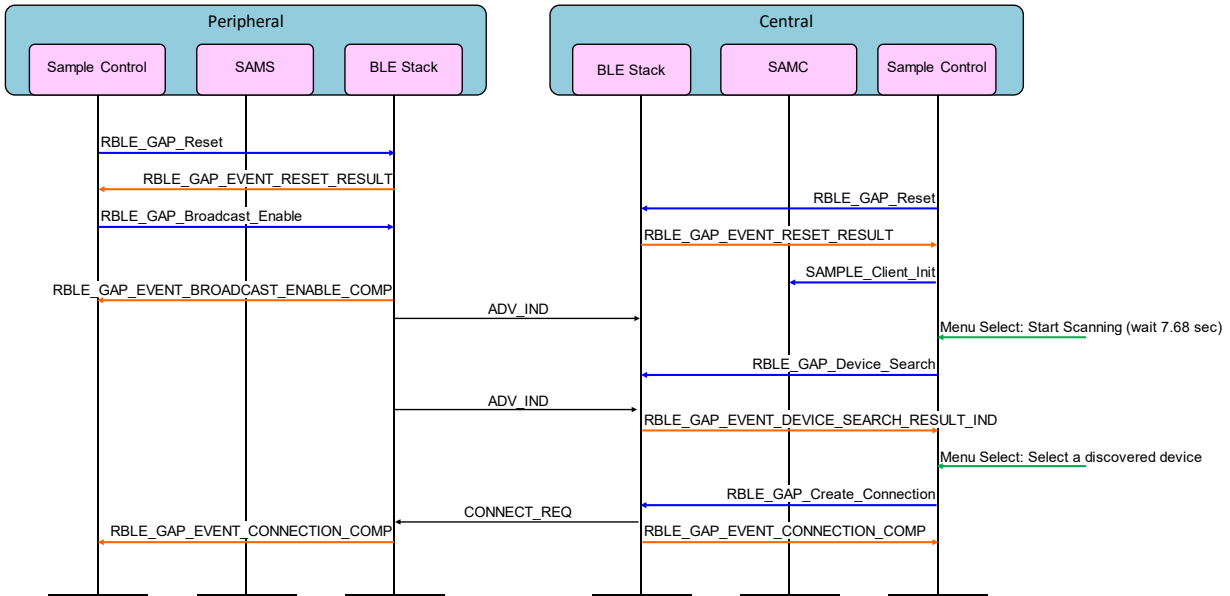 Peripheral
Central
Sample Control
SAMS
BLE Stack
BLE Stack
SAMC
Sample Control
RBLE_GAP_Reset
RBLE_GAP_EVENT_RESET_RESULT
RBLE_GAP_Reset
RBLE_GAP_Broadcast_Enable
RBLE_GAP_EVENT_RESET_RESULT
SAMPLE_Client_Init
RBLE_GAP_EVENT_BROADCAST_ENABLE_COMP
ADV_IND
Menu Select: Start Scanning (wait 7.68 sec)
RBLE_GAP_Device_Search
ADV_IND
RBLE_GAP_EVENT_DEVICE_SEARCH_RESULT_IND
Menu Select: Select a discovered device
RBLE_GAP_Create_Connection
CONNECT_REQ
RBLE_GAP_EVENT_CONNECTION_COMP
RBLE_GAP_EVENT_CONNECTION_COMP